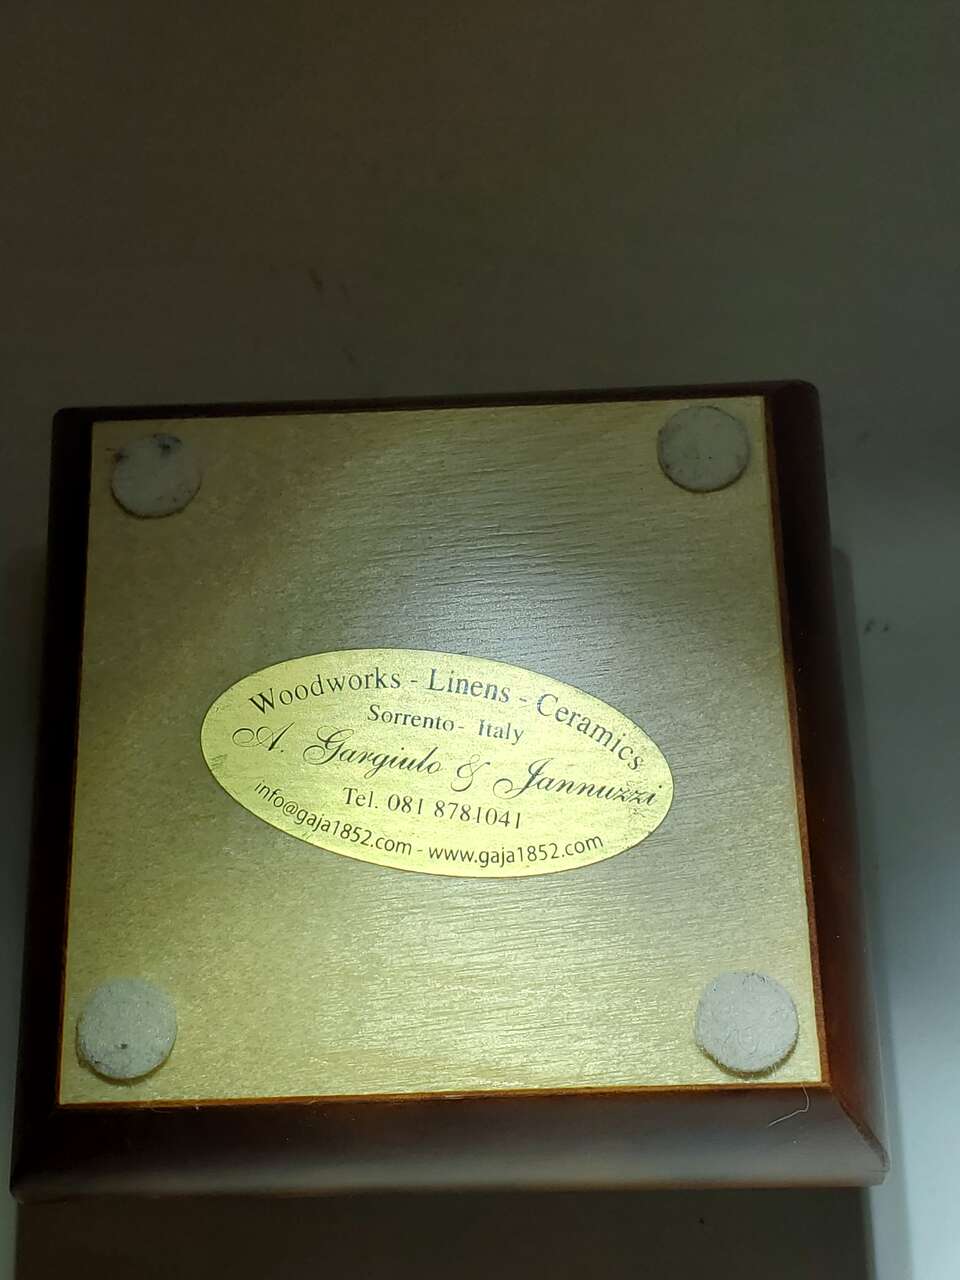 Woodworks - Linens - Ceramics
Sorrento - Italy
A. Gargiulo & Jannuzzi
Tel. 081 8781041
info@gaja1852.com - www.gaja1852.com